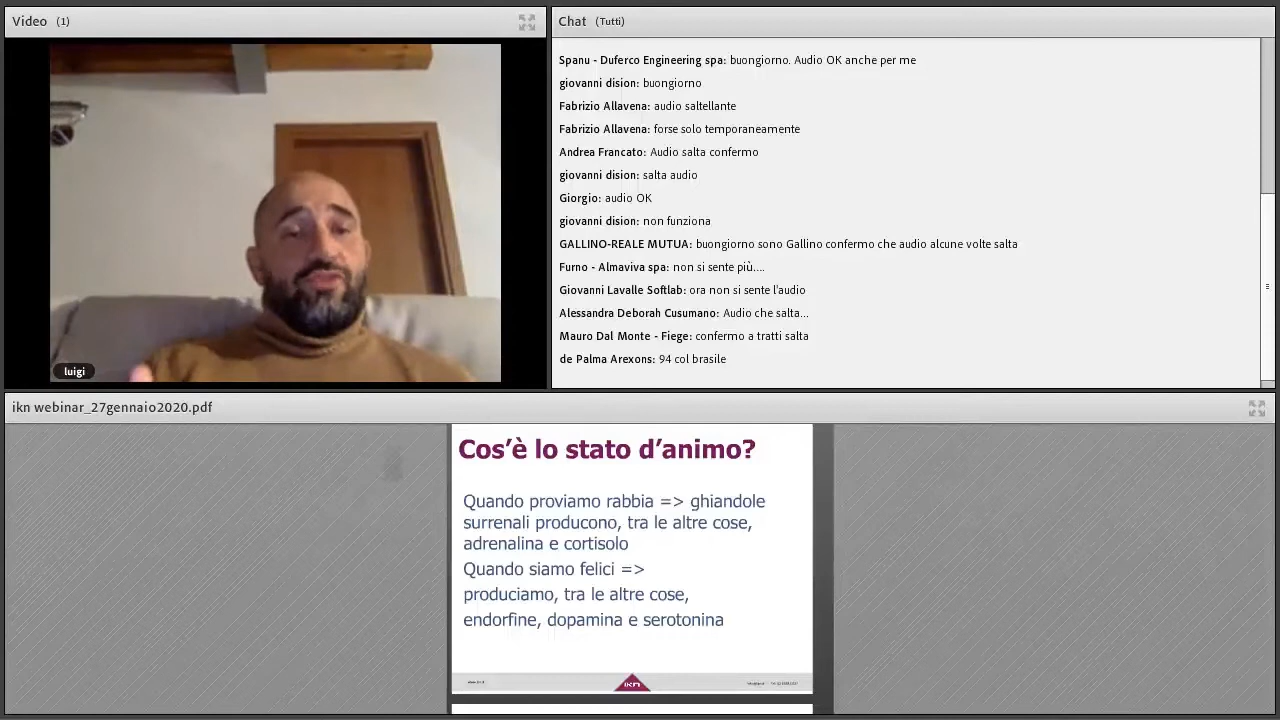 Video (1)
luigi
Chat (Tutti)
Spanu - Duferco Engineering spa: buongiorno. Audio OK anche per me
giovanni dision: buongiorno
Fabrizio Allavena: audio saltellante
Fabrizio Allavena: forse solo temporaneamente
Andrea Francato: Audio salta confermo
giovanni dision: salta audio
Giorgio: audio OK
giovanni dision: non funziona
GALLINO-REALE MUTUA: buongiorno sono Gallino confermo che audio alcune volte salta
Furno - Almaviva spa: non si sente più....
Giovanni Lavalle Softlab: ora non si sente l'audio
Alessandra Deborah Cusumano: Audio che salta...
Mauro Dal Monte - Fiege: confermo a tratti salta
de Palma Arexons: 94 col brasile
ikn webinar_27gennaio2020.pdf
Cos’è lo stato d’animo?
Quando proviamo rabbia => ghiandole
surrenali producono, tra le altre cose,
adrenalina e cortisolo
Quando siamo felici =>
produciamo, tra le altre cose,
endorfine, dopamina e serotonina
ikn